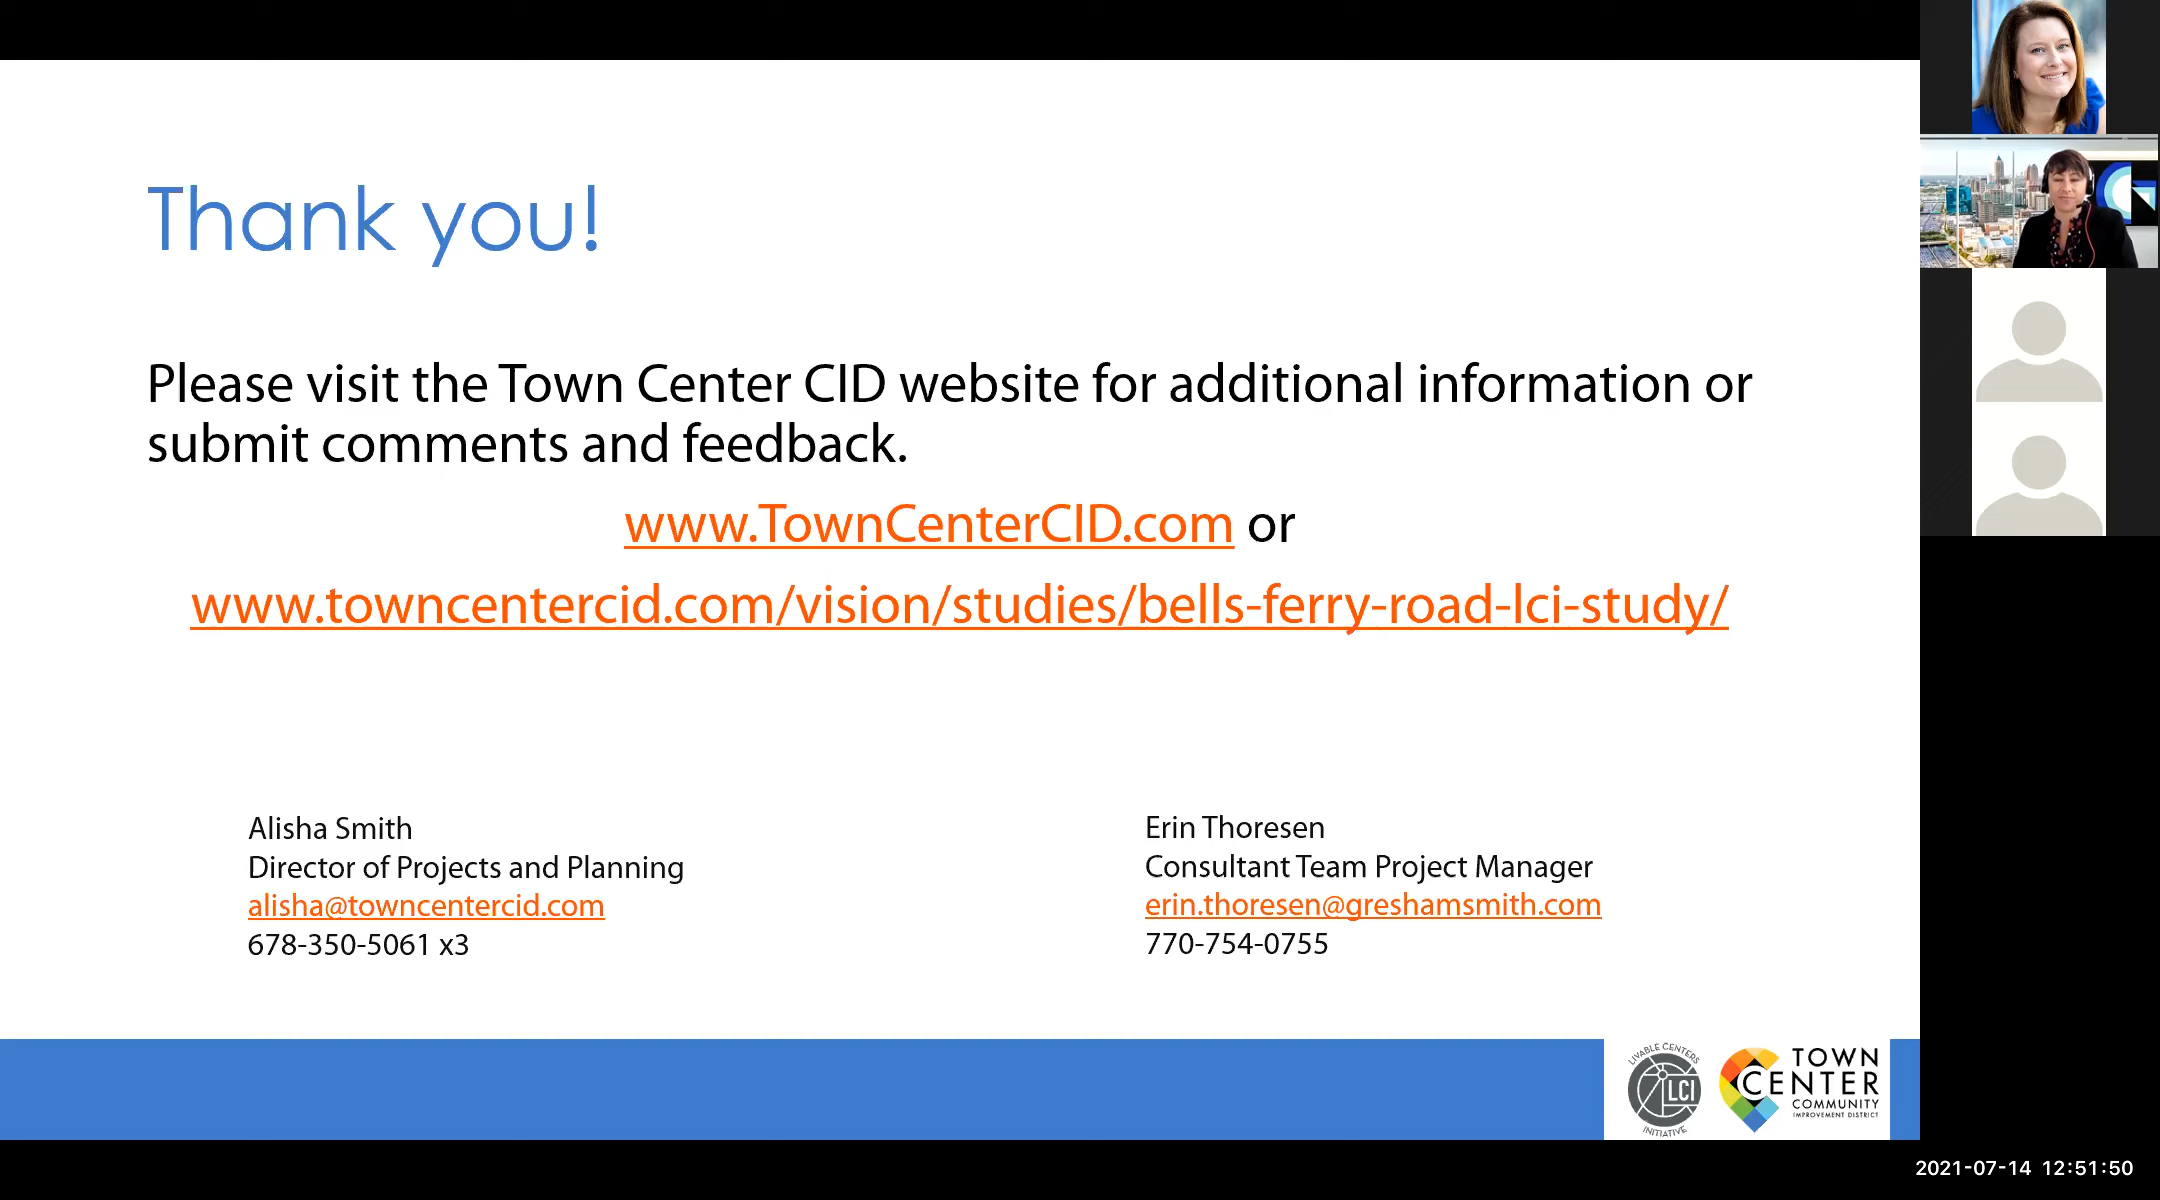 Thank you!
Please visit the Town Center CID website for additional information or
submit comments and feedback.
www.TownCenterCID.com or
www.towncentercid.com/vision/studies/bells-ferry-road-lci-study/
Alisha Smith
Director of Projects and Planning
alisha@towncentercid.com
678-350-5061 x3
Erin Thoresen
Consultant Team Project Manager
erin.thoresen@greshamsmith.com
770-754-0755
LIVABLE CENTERS
LCI
INITIATIVE
TOWN
CENTER
COMMUNITY
IMPROVEMENT DISTRICT
2021-07-14 12:51:50